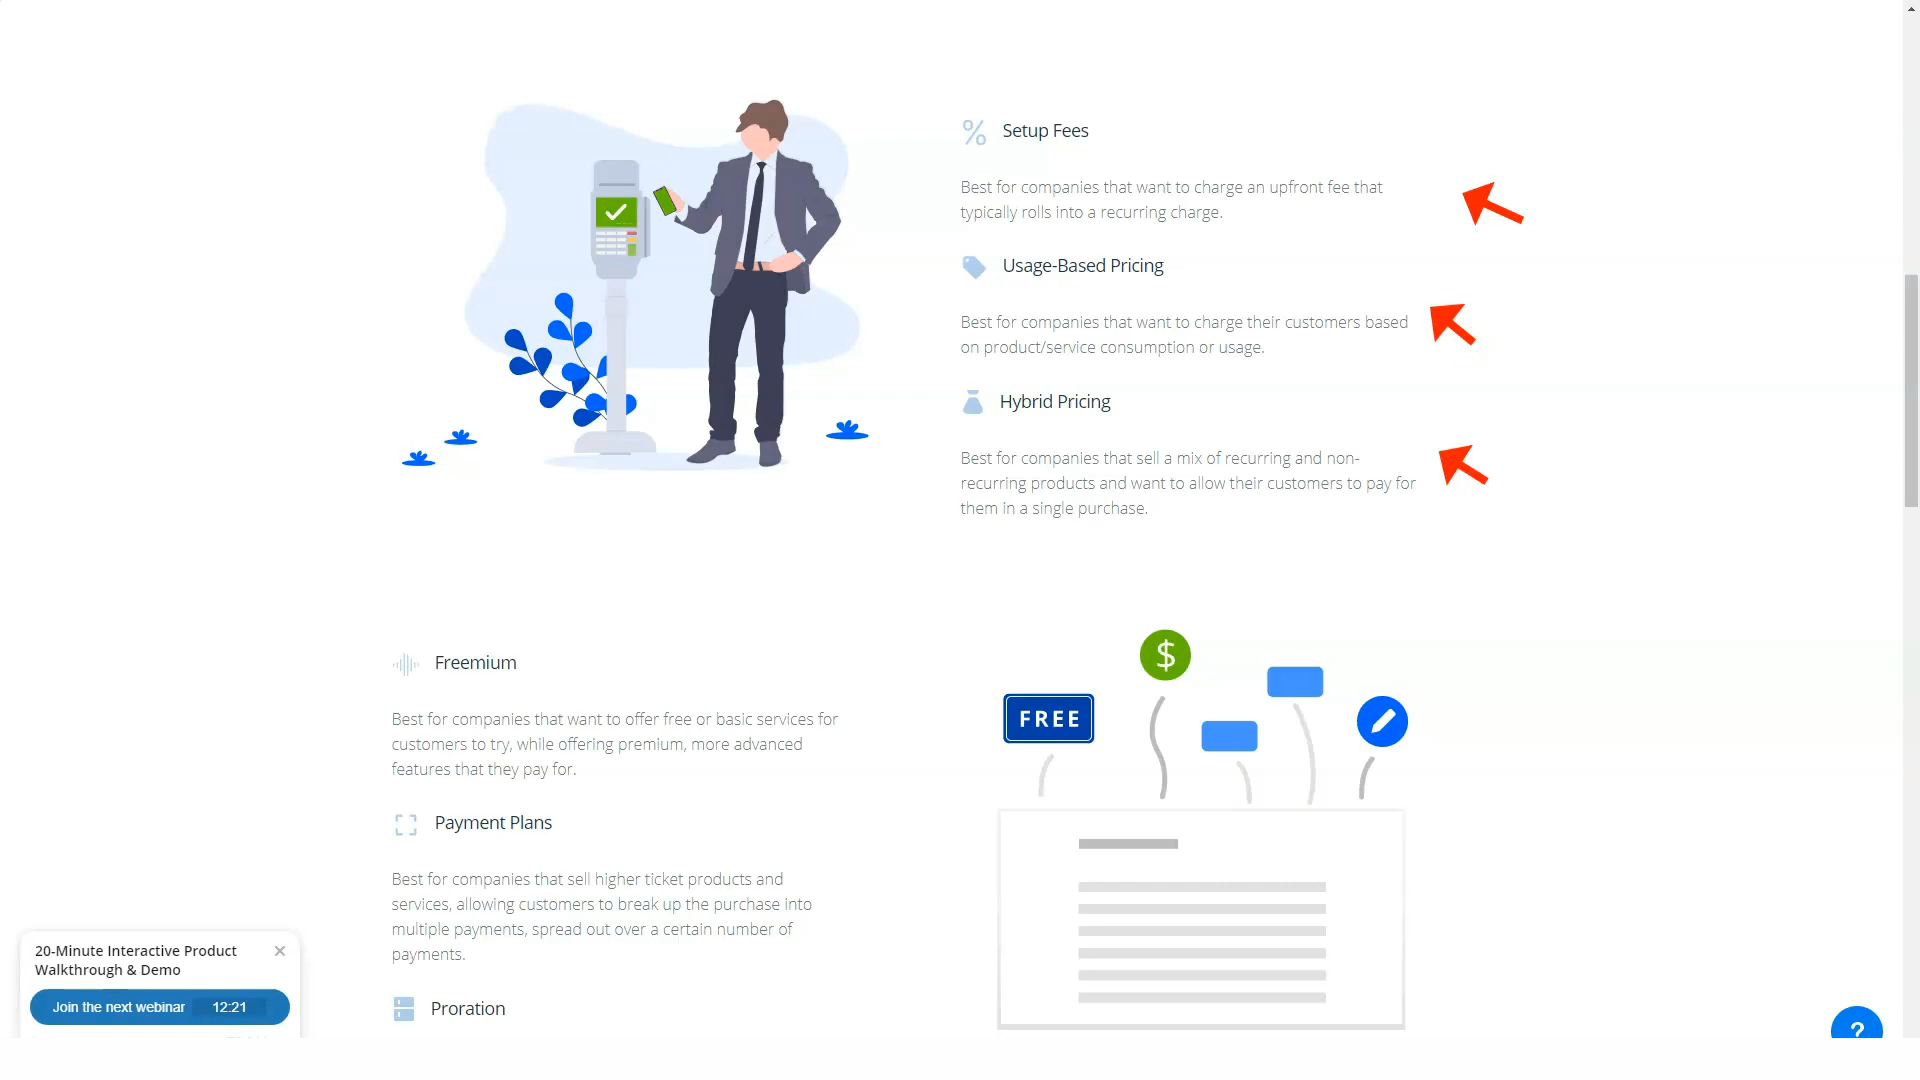 Setup Fees
Best for companies that want to charge an upfront fee that
typically rolls into a recurring charge.
Usage-Based Pricing
Best for companies that want to charge their customers based
on product/service consumption or usage.
Hybrid Pricing
Best for companies that sell a mix of recurring and non-
recurring products and want to allow their customers to pay for
them in a single purchase.
Freemium
Best for companies that want to offer free or basic services for
customers to try, while offering premium, more advanced
features that they pay for.
Payment Plans
Best for companies that sell higher ticket products and
services, allowing customers to break up the purchase into
multiple payments, spread out over a certain number of
payments.
Proration
$
FREE
20-Minute Interactive Product
Walkthrough & Demo
Join the next webinar 12:21
?